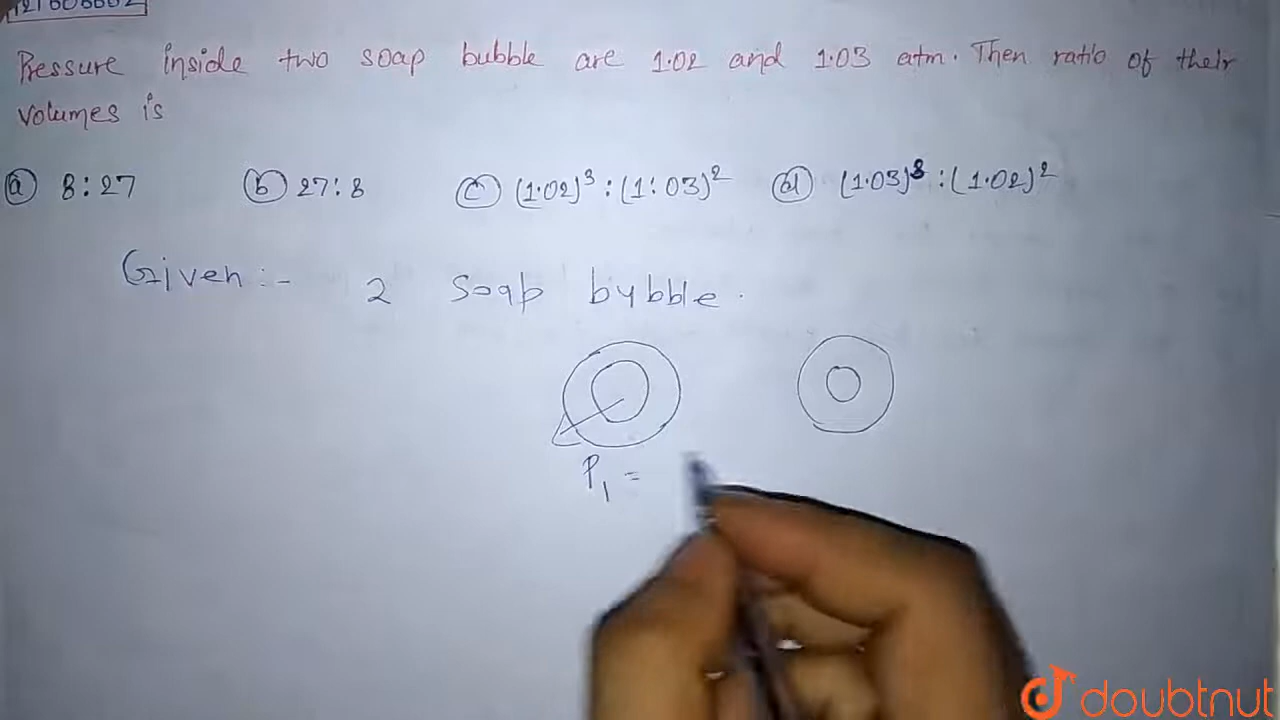 Pressure inside two soap bubble are 1.02 and 1.03 atm. Then ratio of their
volumes is
(a) 8:27 (b) 27:8 (c) (1.02)³ : (1:03)² (d) (1.03)³ : (1.02)²
Given :- 2 soap bubble.
P₁ =
doubtnut